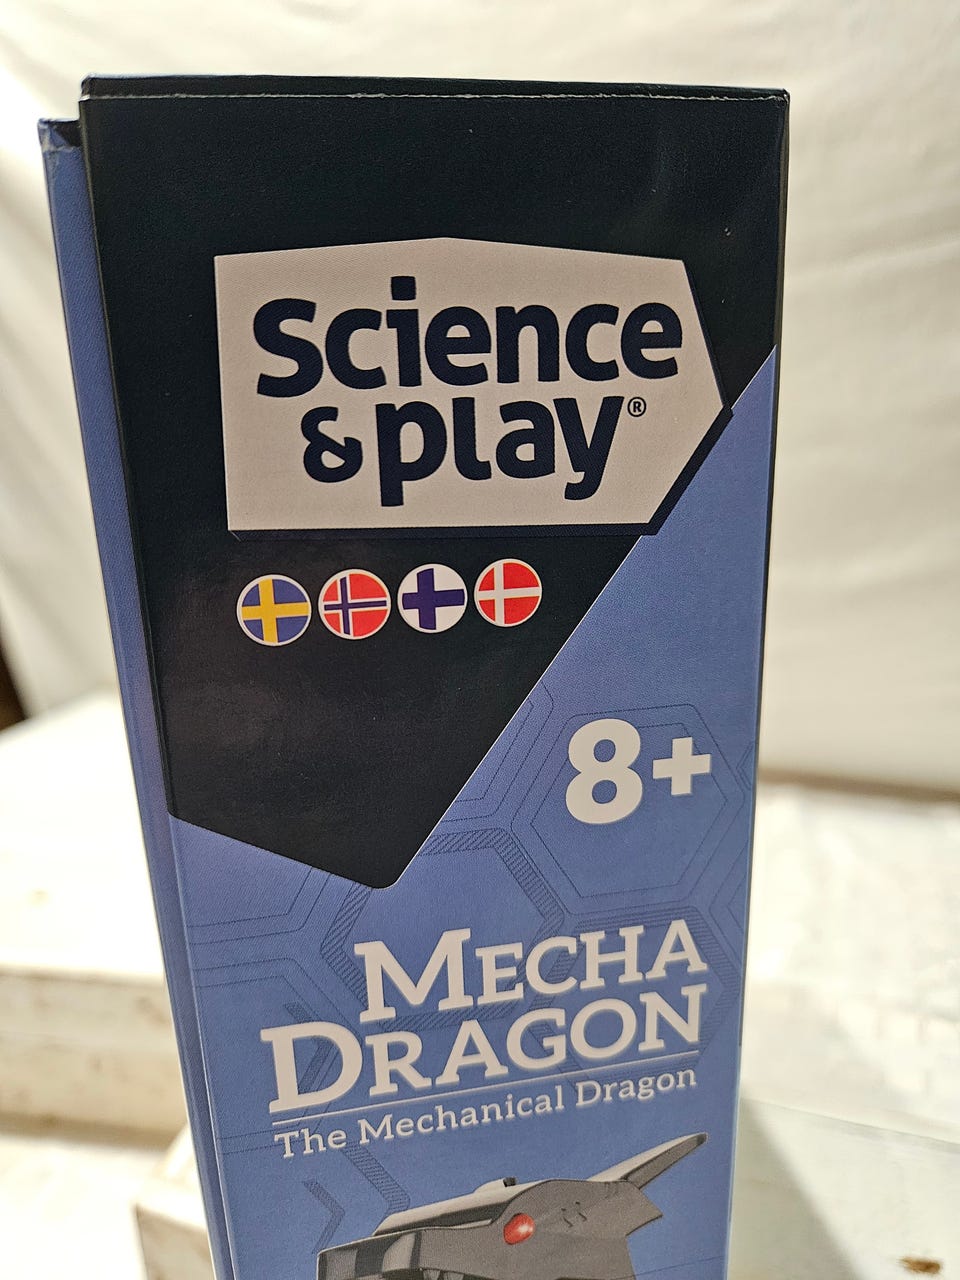 Science
& play®
8+
MECHA
DRAGON
The Mechanical Dragon